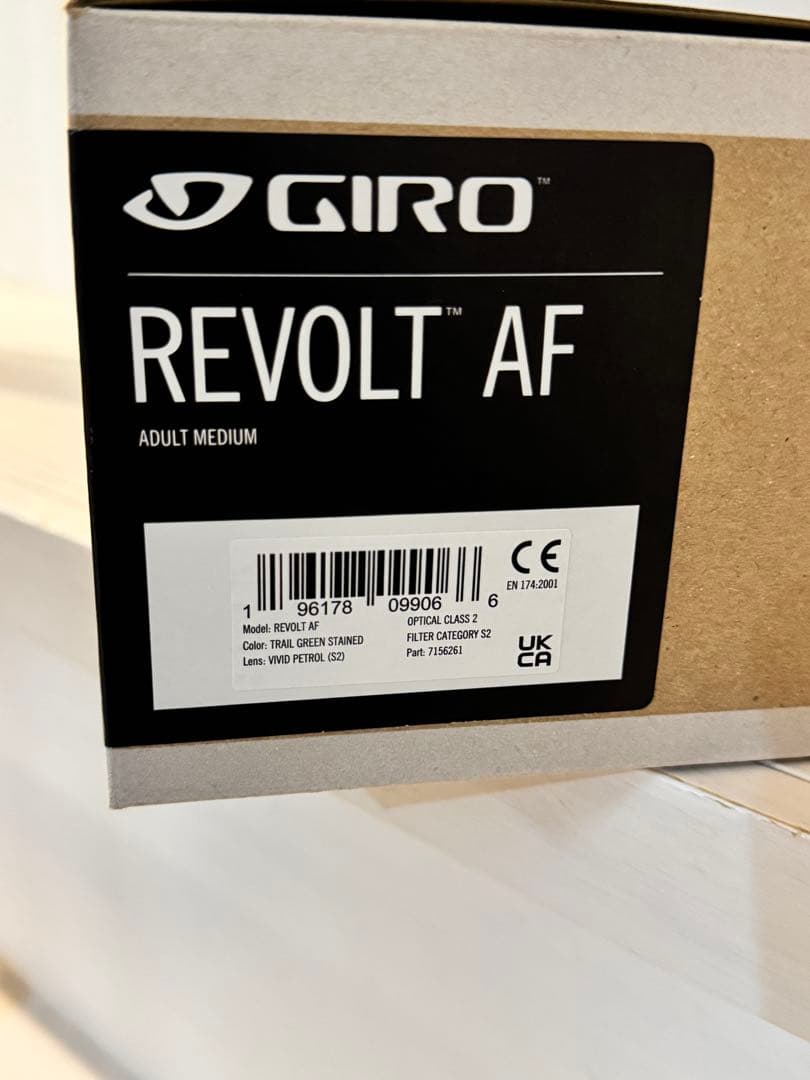 GIRO™
REVOLT™ AF
ADULT MEDIUM
1 96178 09906 6
Model: REVOLT AF
Color: TRAIL GREEN STAINED
Lens: VIVID PETROL (S2)
OPTICAL CLASS 2
FILTER CATEGORY S2
Part: 7156261
CE
EN 174:2001
UK
CA